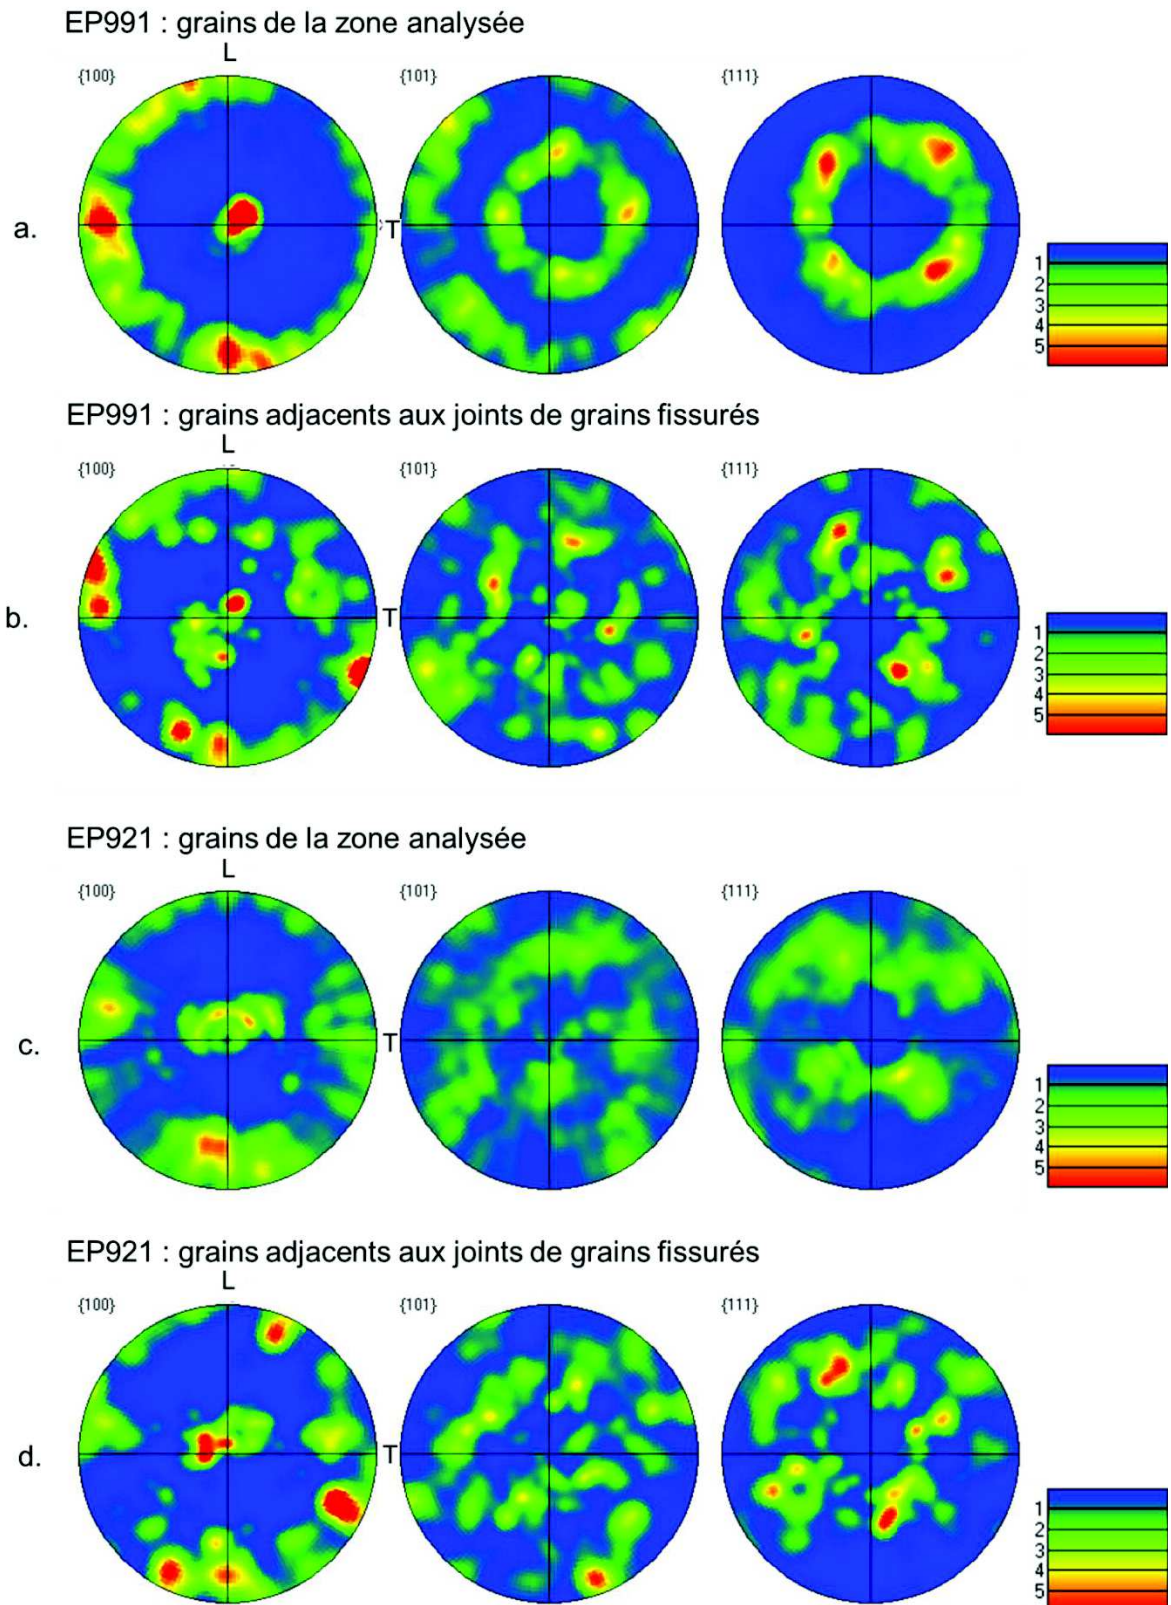 EP991 : grains de la zone analysée
L
{100} {101} {111}
a. T
1
2
3
4
5
EP991 : grains adjacents aux joints de grains fissurés
L
{100} {101} {111}
b. T
1
2
3
4
5
EP921 : grains de la zone analysée
L
{100} {101} {111}
c. T
1
2
3
4
5
EP921 : grains adjacents aux joints de grains fissurés
L
{100} {101} {111}
d. T
1
2
3
4
5